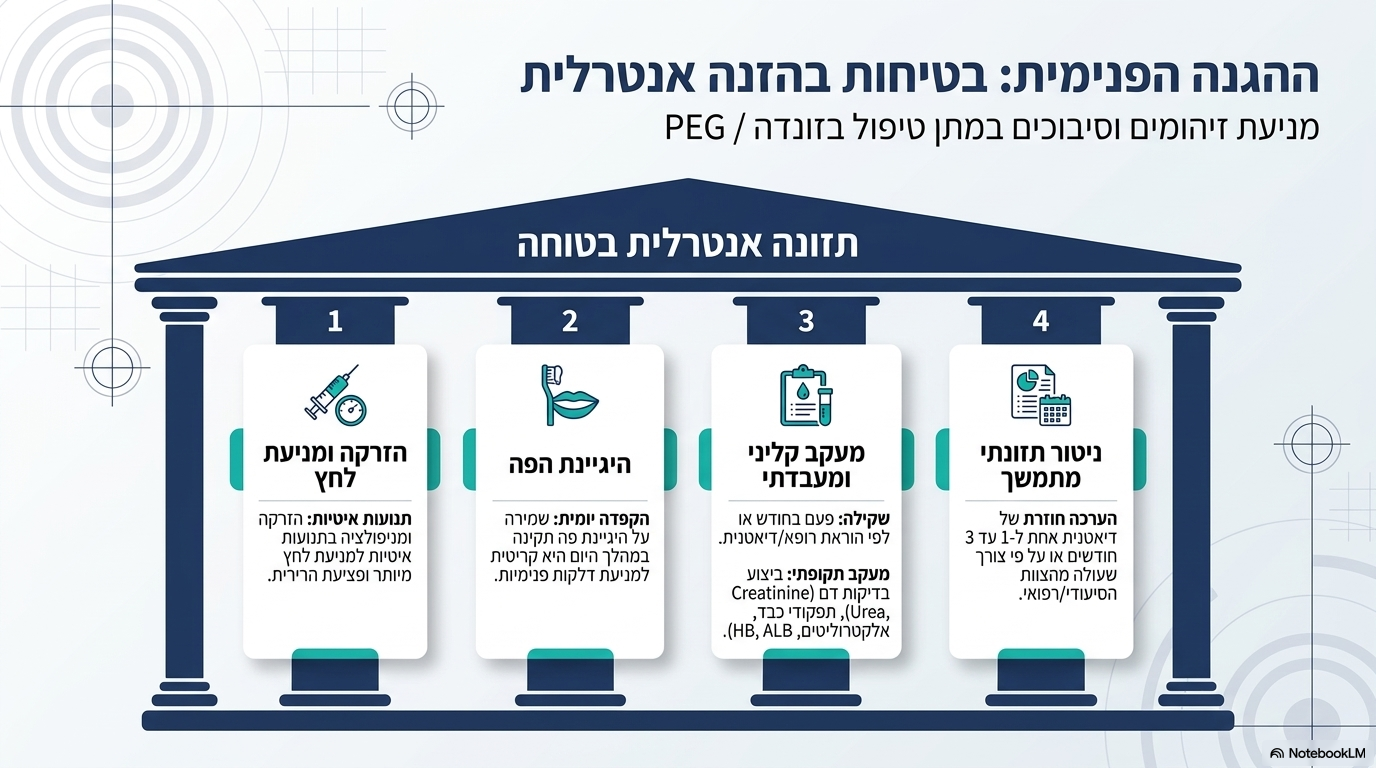 ההגנה הפנימית: בטיחות בהזנה אנטרלית
מניעת זיהומים וסיבוכים במתן טיפול בזונדה / PEG
תזונה אנטרלית בטוחה
1
הזרקה ומניעת
לחץ
תנועות איטיות: הזרקה
ומניפולציה בתנועות
איטיות למניעת לחץ
מיותר ופציעת הרירית.
2
היגיינת הפה
הקפדה יומית: שמירה
על היגיינת פה תקינה
במהלך היום היא קריטית
למניעת דלקות פנימיות.
3
מעקב קליני
ומעבדתי
שקילה: פעם בחודש או
לפי הוראת רופא/דיאטנית.
מעקב תקופתי: ביצוע
בדיקות דם (Creatinine
,Urea), תפקודי כבד,
אלקטרוליטים, HB, ALB).
4
ניטור תזונתי
מתמשך
הערכה חוזרת של
דיאטנית אחת ל-1 עד 3
חודשים או על פי צורך
שעולה מהצוות
הסיעודי/רפואי.
NotebookLM